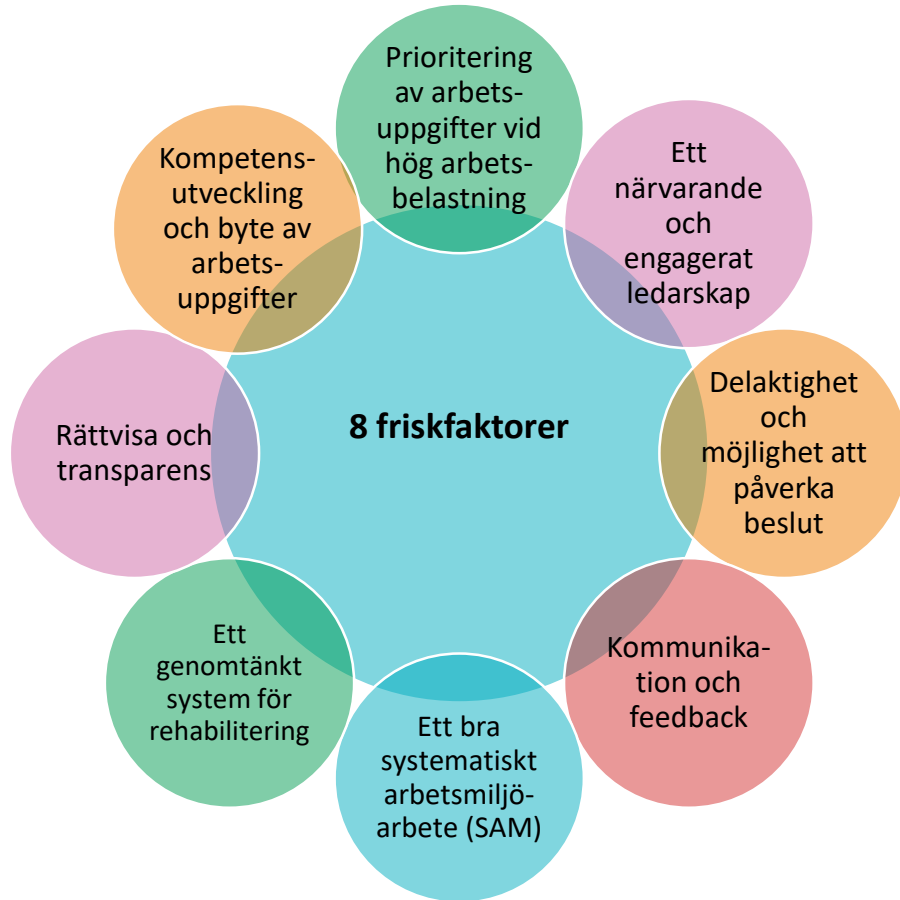 Prioritering
av arbets-
uppgifter vid
hög arbets-
belastning
Ett
närvarande
och
engagerat
ledarskap
Delaktighet
och
möjlighet att
påverka
beslut
Kommunika-
tion och
feedback
Ett bra
systematiskt
arbetsmiljö-
arbete (SAM)
Ett
genomtänkt
system för
rehabilitering
Rättvisa och
transparens
Kompetens-
utveckling
och byte av
arbets-
uppgifter
8 friskfaktorer